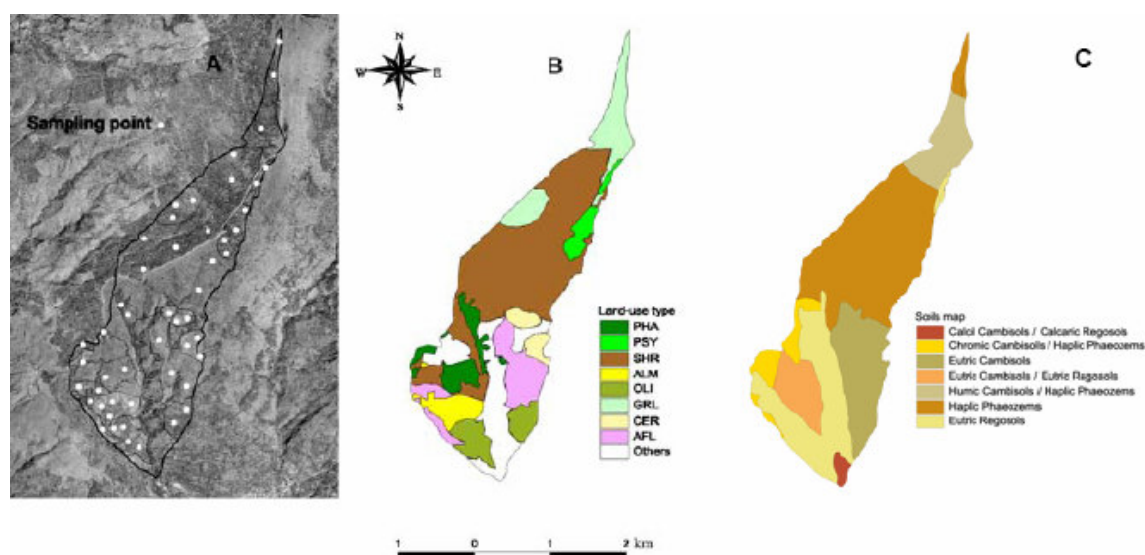 A
Sampling point
N
W
E
S
B
Land-use type
PHA
PSY
SHR
ALM
OLI
GRL
CER
AFL
Others
C
Soils map
Calcil Cambisols / Calcaric Regosols
Chromic Cambisolls / Haplic Phaeozems
Eutric Cambisols
Eutric Cambisols / Eutric Regosols
Humic Cambisols / Haplic Phaeozems
Haplic Phaeozems
Eutric Regosols
1 0 1 2 km